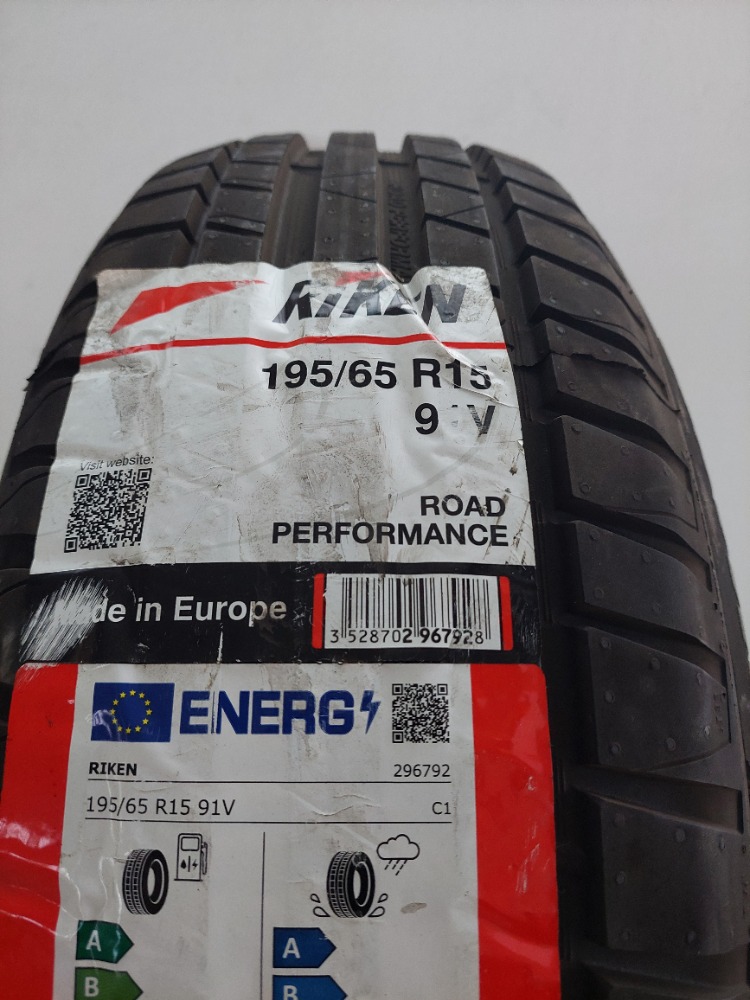 RIKEN
195/65 R15
91V
Visit website:
ROAD
PERFORMANCE
Made in Europe
3 528702 967928
ENERG
RIKEN 296792
195/65 R15 91V C1
A A
B B